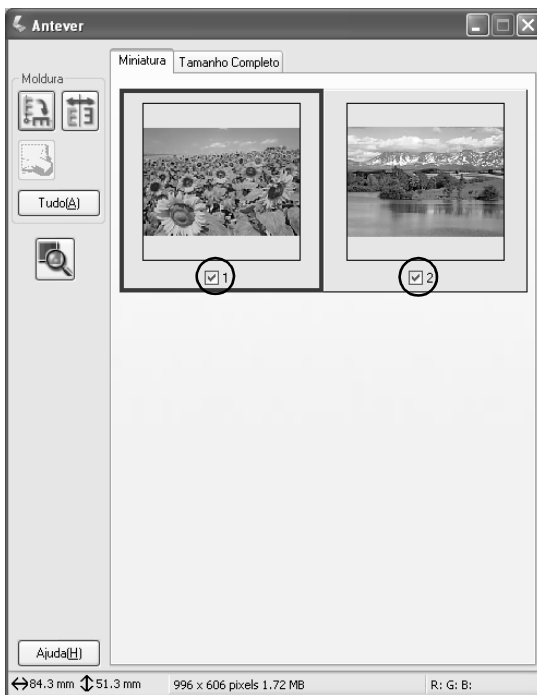 Antever
Miniatura Tamanho Completo
Moldura
Tudo(A)
1 2
Ajuda(H)
84.3 mm 51.3 mm 996 x 606 pixels 1.72 MB R: G: B: